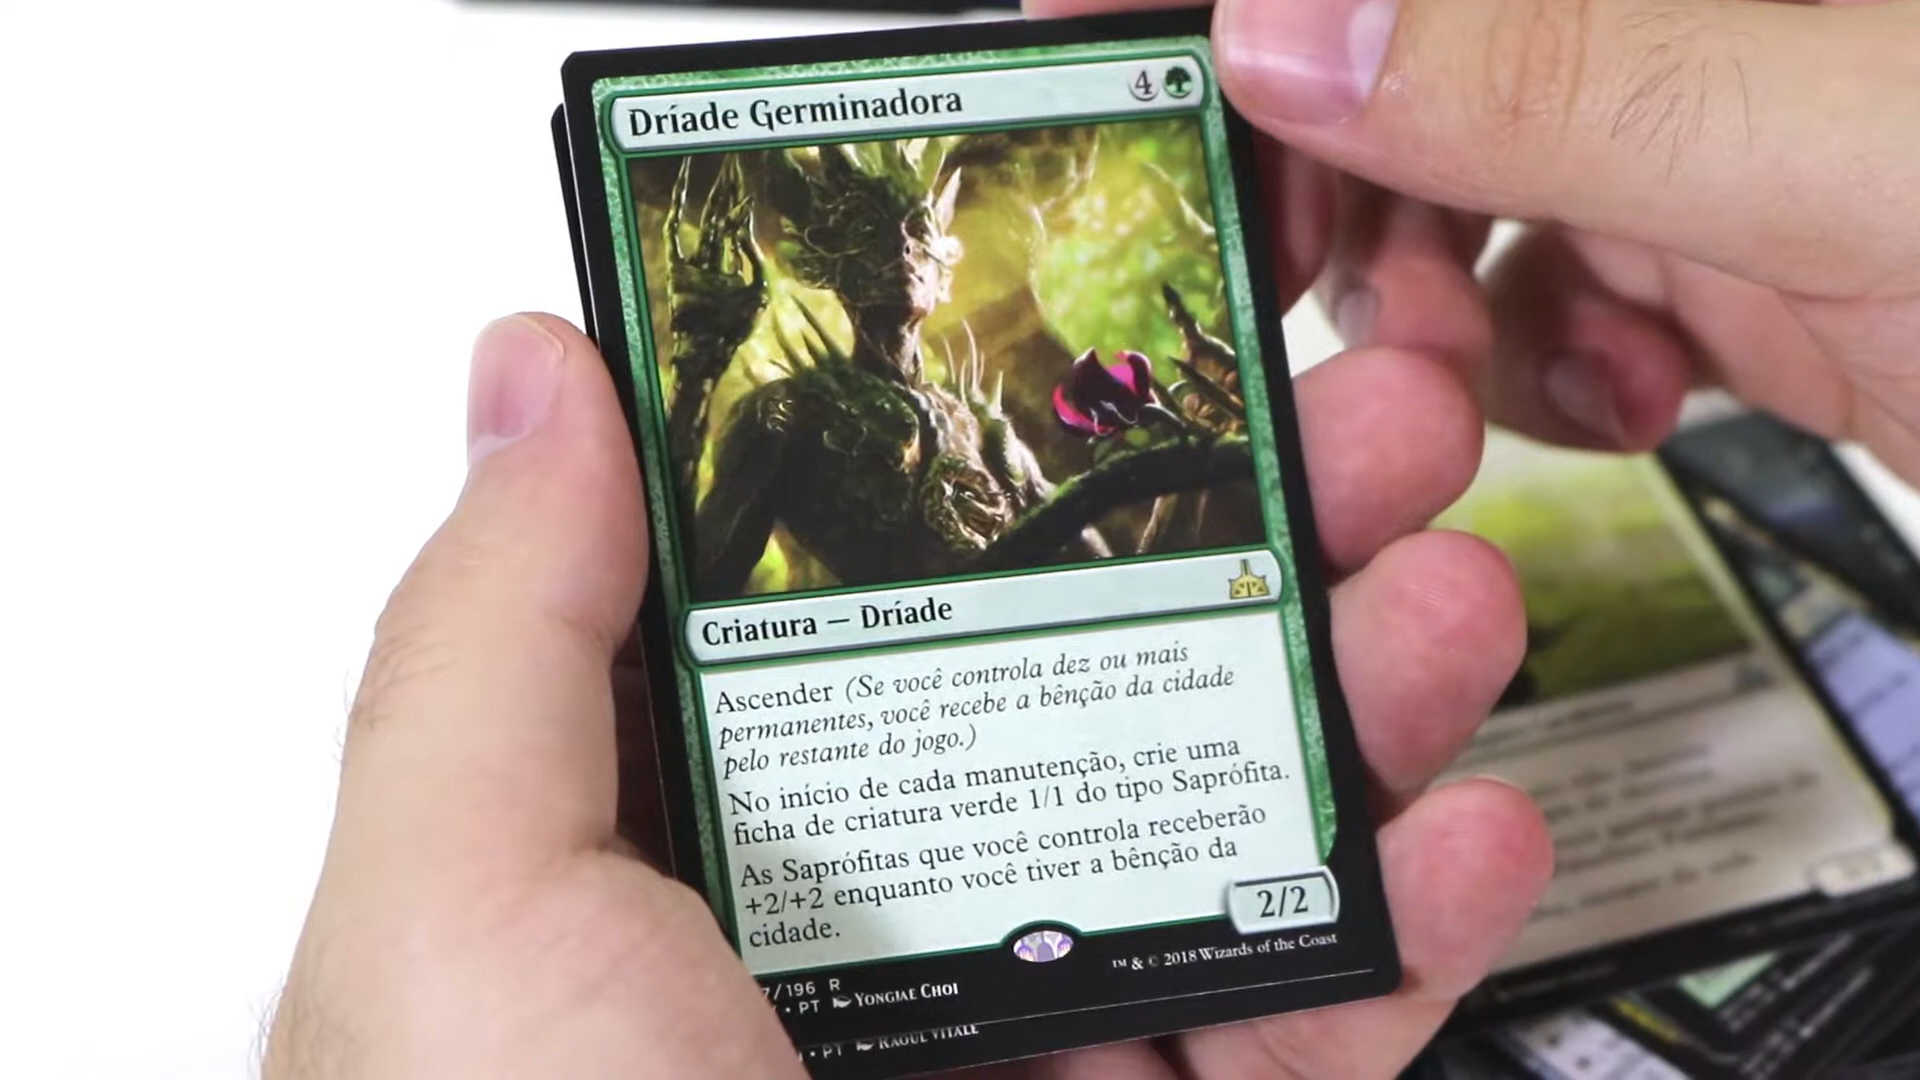 Dríade Germinadora 4
Criatura — Dríade
Ascender (Se você controla dez ou mais
permanentes, você recebe a bênção da cidade
pelo restante do jogo.)
No início de cada manutenção, crie uma
ficha de criatura verde 1/1 do tipo Saprófita.
As Saprófitas que você controla receberão
+2/+2 enquanto você tiver a bênção da
cidade.
2/2
™ & © 2018 Wizards of the Coast
/196 R
• PT YONGJAE CHOI
• PT RAOUL VITALE